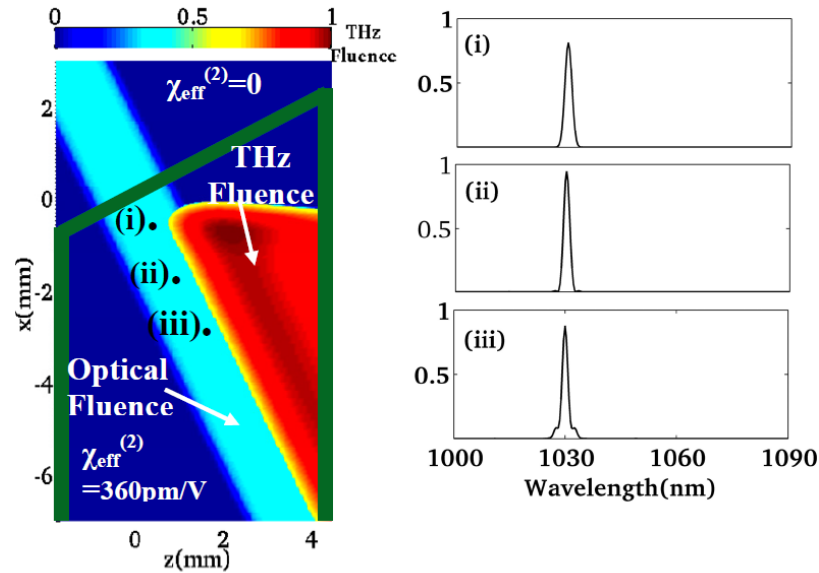 0 0.5 1
THz
Fluence
χeff(2)=0
THz
Fluence
(i).
(ii).
(iii).
Optical
Fluence
χeff(2)
=360pm/V
2
0
-2
-4
-6
x(mm)
0 2 4
z(mm)
1
(i)
0.5
1
(ii)
0.5
1
(iii)
0.5
1000 1030 1060 1090
Wavelength(nm)